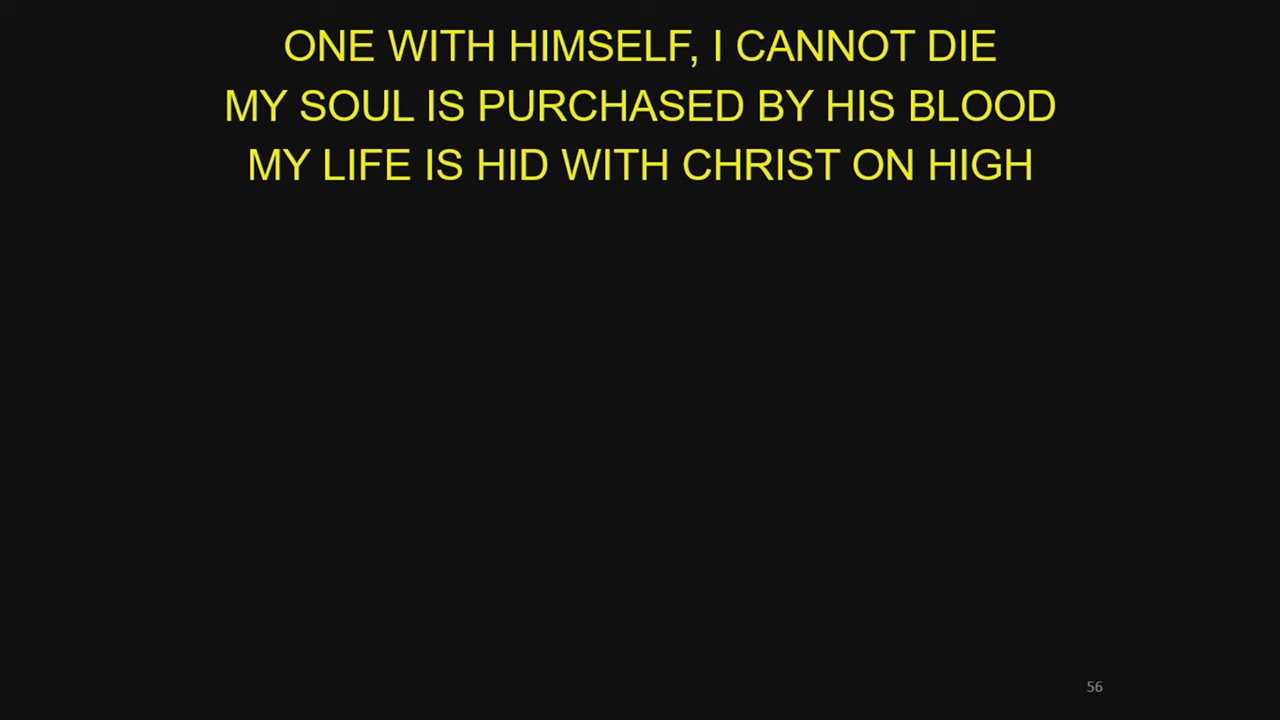 ONE WITH HIMSELF, I CANNOT DIE
MY SOUL IS PURCHASED BY HIS BLOOD
MY LIFE IS HID WITH CHRIST ON HIGH
56